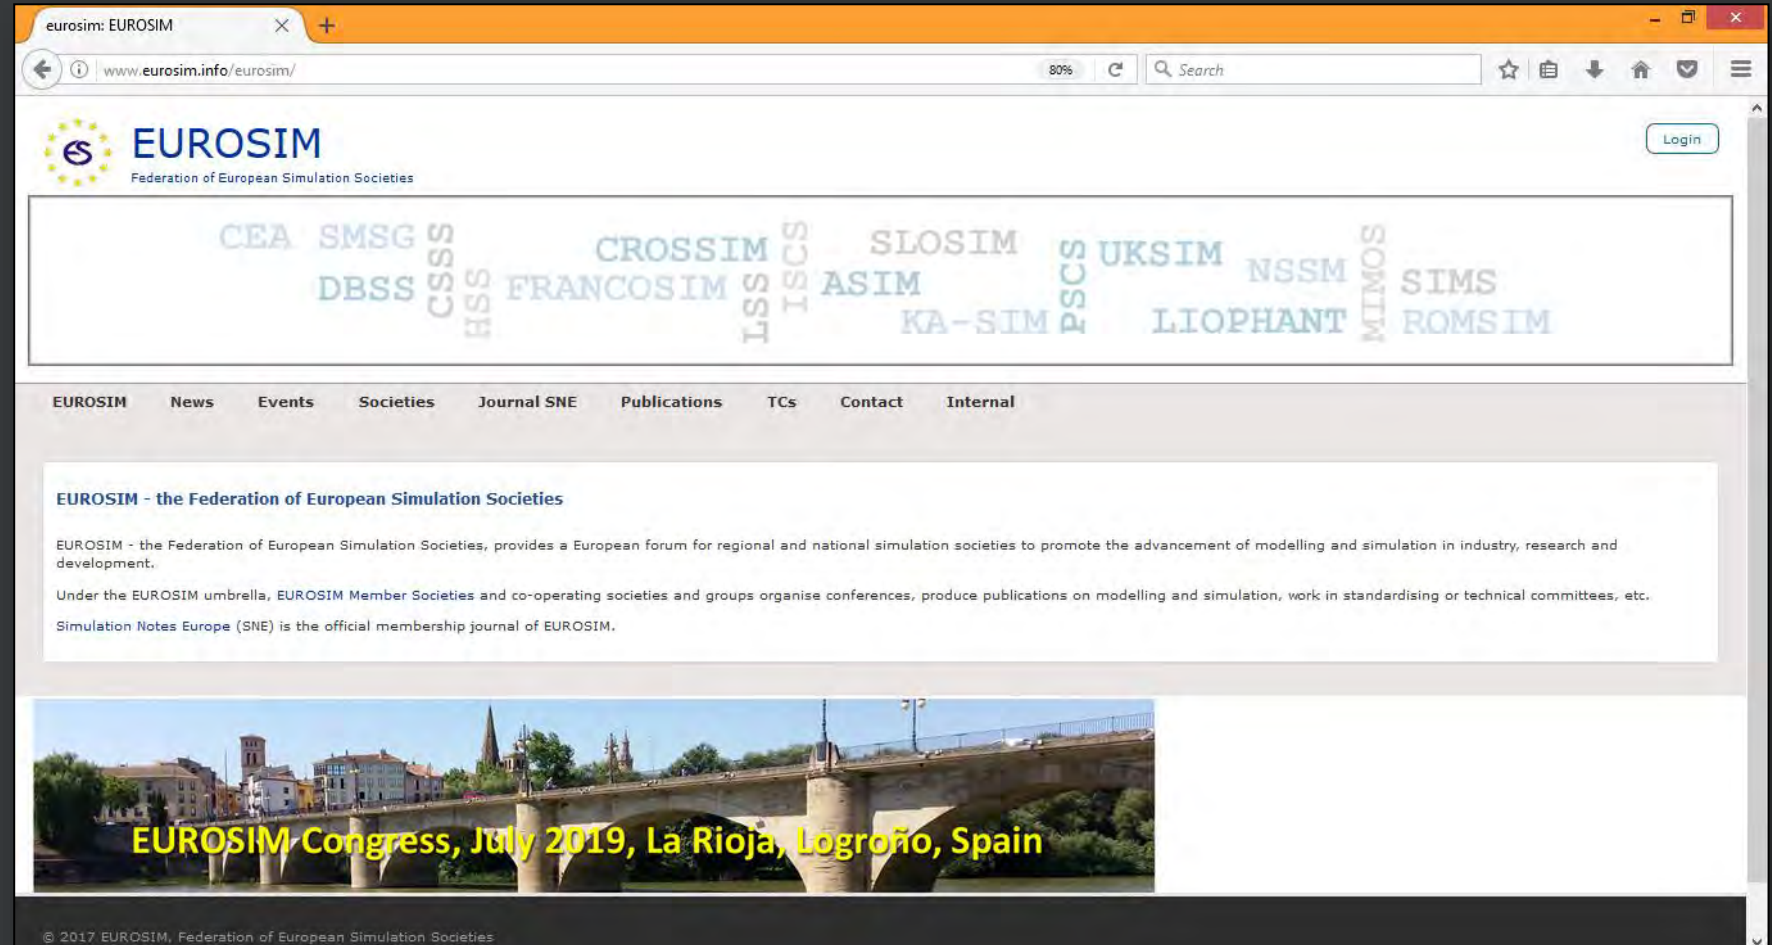 eurosim: EUROSIM
www.eurosim.info/eurosim/
80%
Search
es
EUROSIM
Federation of European Simulation Societies
Login
CEA SMSG CSSS HSS CROSSIM ISCS SLOSIM PSCS UKSIM NSSM MIMOS SIMS
DBSS FRANCOSIM LSS ASIM KA-SIM LIOPHANT ROMSIM
EUROSIM News Events Societies Journal SNE Publications TCs Contact Internal
EUROSIM - the Federation of European Simulation Societies
EUROSIM - the Federation of European Simulation Societies, provides a European forum for regional and national simulation societies to promote the advancement of modelling and simulation in industry, research and
development.
Under the EUROSIM umbrella, EUROSIM Member Societies and co-operating societies and groups organise conferences, produce publications on modelling and simulation, work in standardising or technical committees, etc.
Simulation Notes Europe (SNE) is the official membership journal of EUROSIM.
EUROSIM Congress, July 2019, La Rioja, Logroño, Spain
© 2017 EUROSIM, Federation of European Simulation Societies